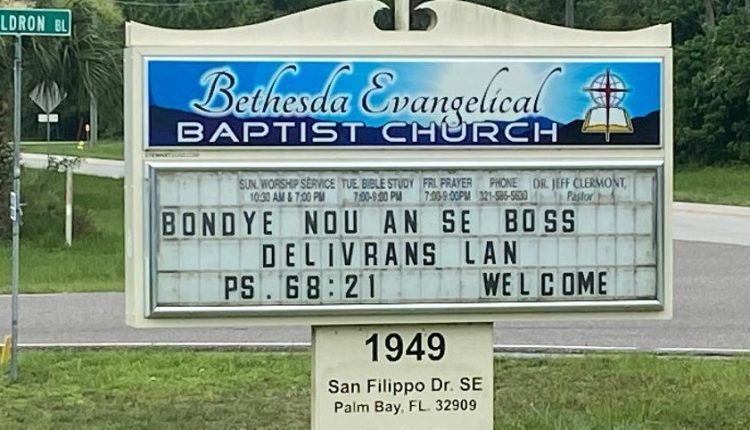 LDRON BL
Bethesda Evangelical
BAPTIST CHURCH
SUN. WORSHIP SERVICE TUE. BIBLE STUDY FRI. PRAYER PHONE DR. JEFF CLERMONT,
10:30 AM & 7:00 PM 7:00-9:00 PM 7:00-9:00PM 321-586-5630 Pastor
BONDYE NOU AN SE BOSS
DELIVRANS LAN
PS. 68:21 WELCOME
1949
San Filippo Dr. SE
Palm Bay, FL. 32909